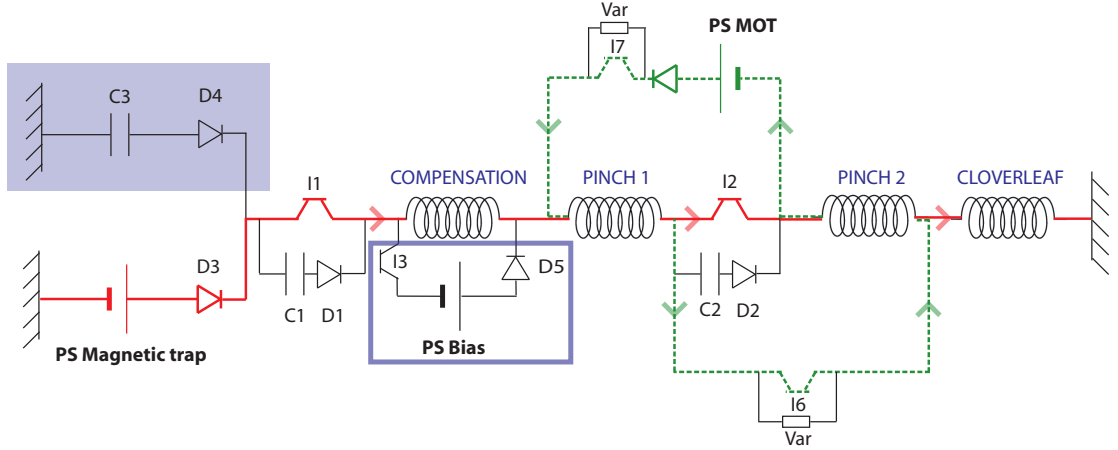 Var
PS MOT
I7
C3
D4
I1
COMPENSATION
PINCH 1
I2
PINCH 2
CLOVERLEAF
D3
I3
D5
C1
D1
C2
D2
PS Magnetic trap
PS Bias
I6
Var